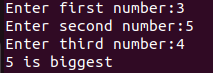 Enter first number:3
Enter second number:5
Enter third number:4
5 is biggest